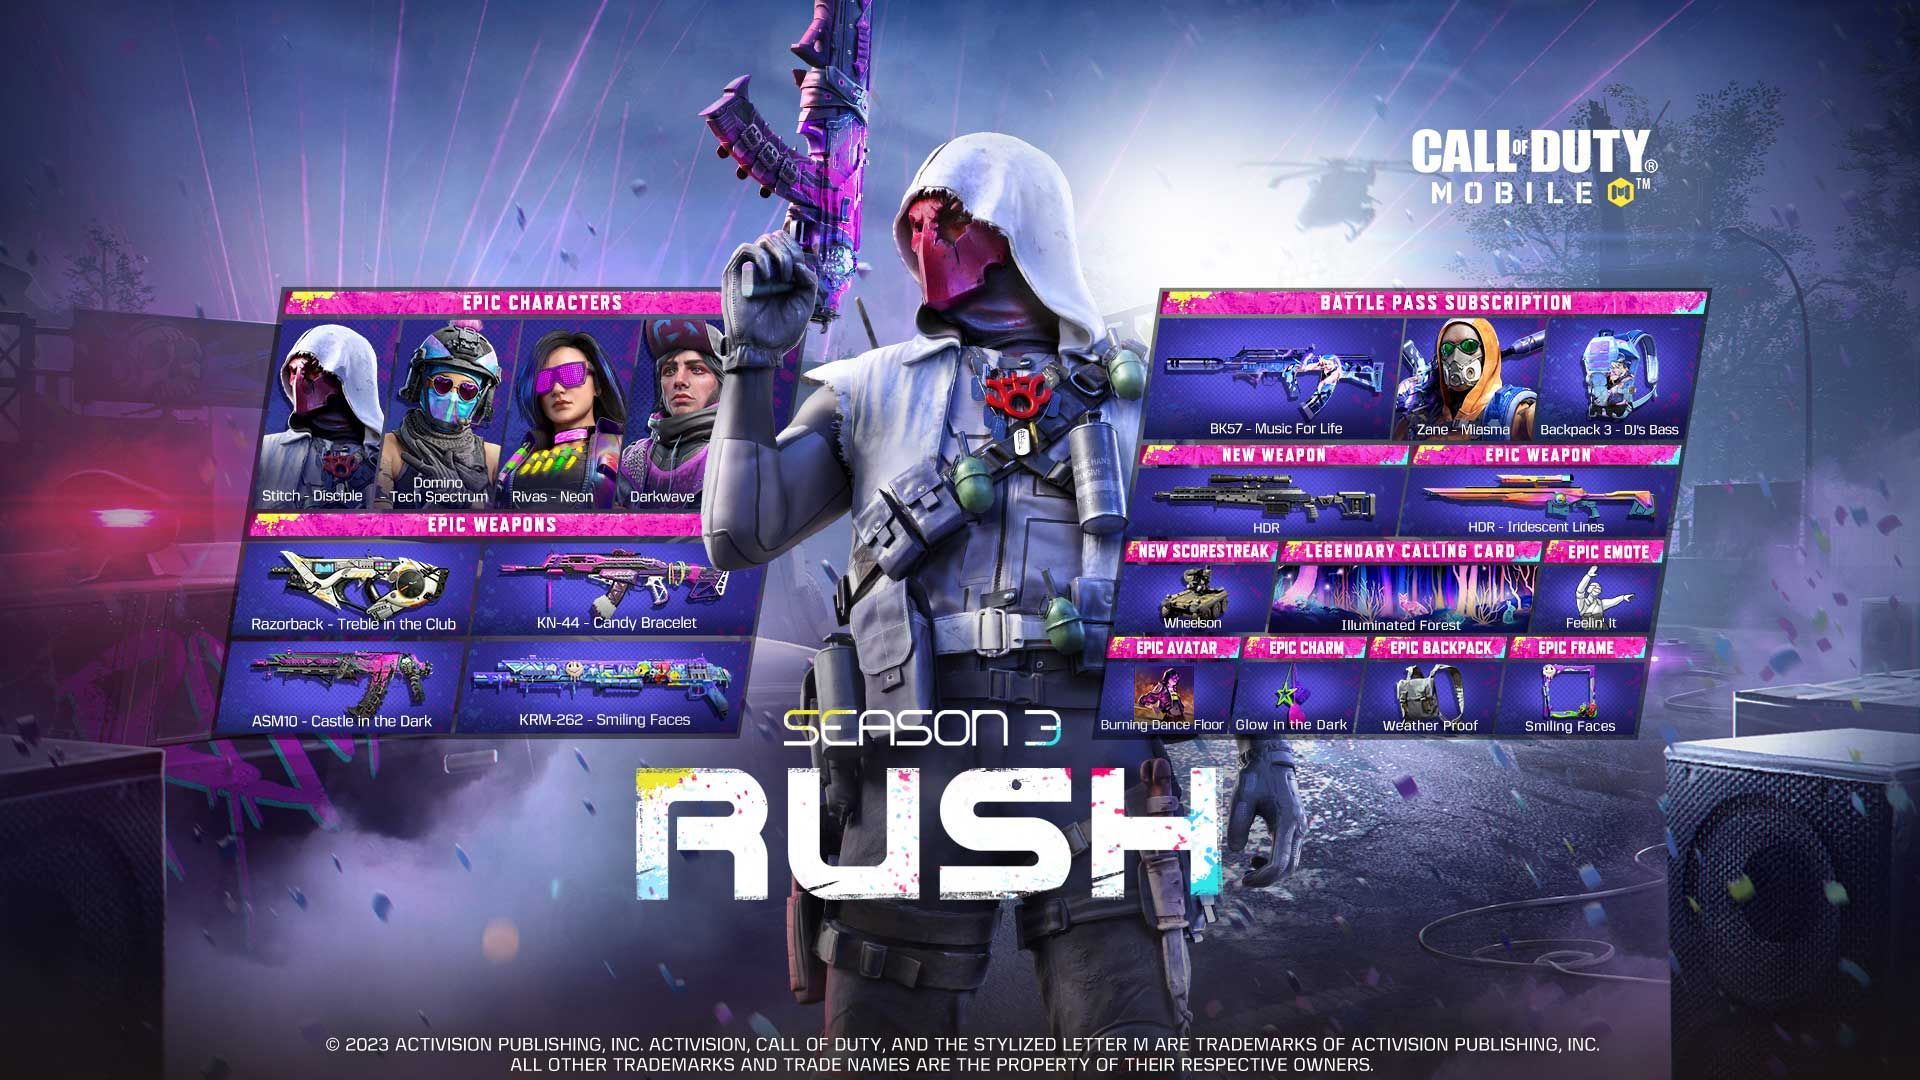 CALL OF DUTY®
MOBILE ™
EPIC CHARACTERS
Stitch - Disciple
Domino
- Tech Spectrum
Rivas - Neon
Darkwave
EPIC WEAPONS
Razorback - Treble in the Club
KN-44 - Candy Bracelet
ASM10 - Castle in the Dark
KRM-262 - Smiling Faces
BATTLE PASS SUBSCRIPTION
BK57 - Music For Life
Zane - Miasma
Backpack 3 - DJ's Bass
NEW WEAPON
HDR
EPIC WEAPON
HDR - Iridescent Lines
NEW SCORESTREAK
Wheelson
LEGENDARY CALLING CARD
Illuminated Forest
EPIC EMOTE
Feelin' It
EPIC AVATAR
Burning Dance Floor
EPIC CHARM
Glow in the Dark
EPIC BACKPACK
Weather Proof
EPIC FRAME
Smiling Faces
SEASON 3
RUSH
© 2023 ACTIVISION PUBLISHING, INC. ACTIVISION, CALL OF DUTY, AND THE STYLIZED LETTER M ARE TRADEMARKS OF ACTIVISION PUBLISHING, INC.
ALL OTHER TRADEMARKS AND TRADE NAMES ARE THE PROPERTY OF THEIR RESPECTIVE OWNERS.